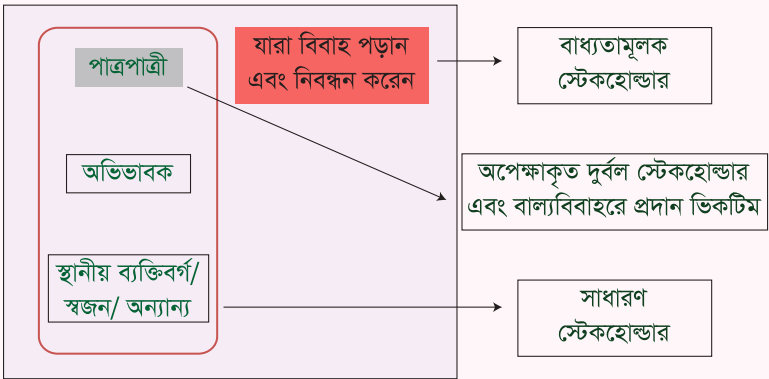 পাত্রপাত্রী
যারা বিবাহ পড়ান
এবং নিবন্ধন করেন
বাধ্যতামূলক
স্টেকহোল্ডার
অভিভাবক
অপেক্ষাকৃত দুর্বল স্টেকহোল্ডার
এবং বাল্যবিবাহরে প্রদান ভিকটিম
স্থানীয় ব্যক্তিবর্গ/
স্বজন/ অন্যান্য
সাধারণ
স্টেকহোল্ডার